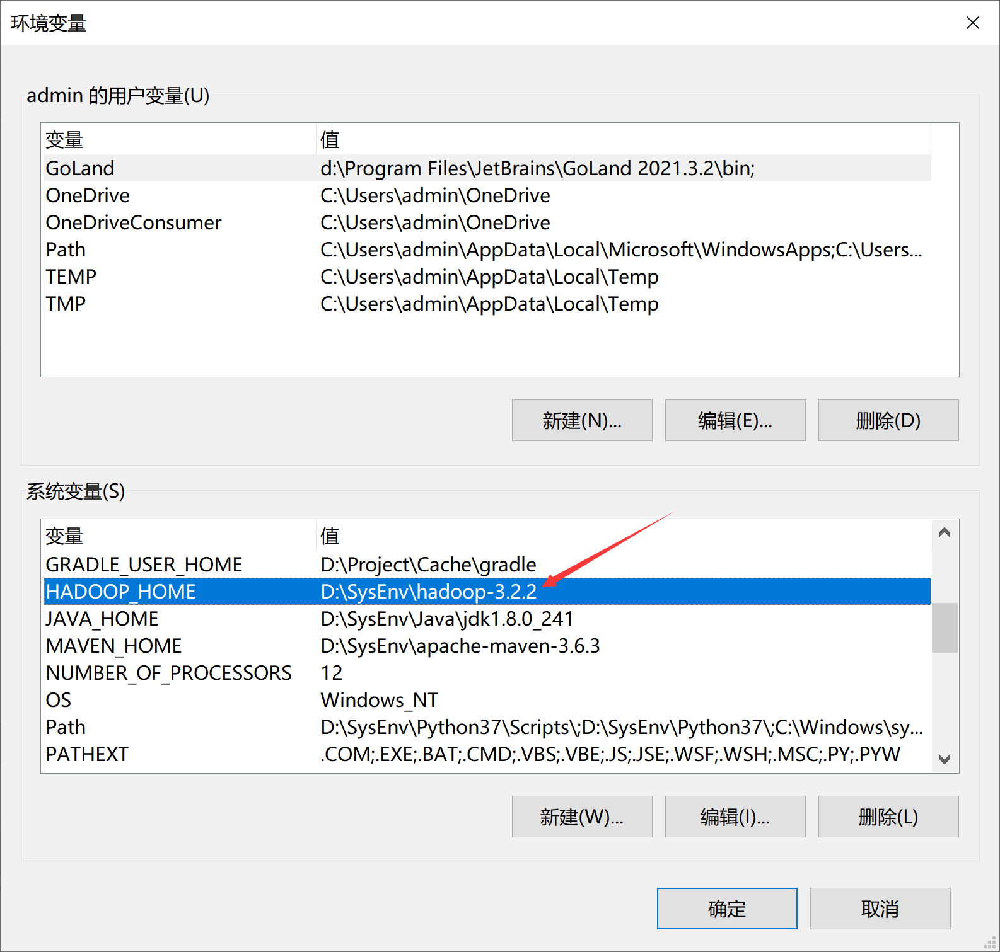 环境变量
admin 的用户变量(U)
变量 值
GoLand d:\Program Files\JetBrains\GoLand 2021.3.2\bin;
OneDrive C:\Users\admin\OneDrive
OneDriveConsumer C:\Users\admin\OneDrive
Path C:\Users\admin\AppData\Local\Microsoft\WindowsApps;C:\Users...
TEMP C:\Users\admin\AppData\Local\Temp
TMP C:\Users\admin\AppData\Local\Temp
新建(N)... 编辑(E)... 删除(D)
系统变量(S)
变量 值
GRADLE_USER_HOME D:\Project\Cache\gradle
HADOOP_HOME D:\SysEnv\hadoop-3.2.2
JAVA_HOME D:\SysEnv\Java\jdk1.8.0_241
MAVEN_HOME D:\SysEnv\apache-maven-3.6.3
NUMBER_OF_PROCESSORS 12
OS Windows_NT
Path D:\SysEnv\Python37\Scripts\;D:\SysEnv\Python37\;C:\Windows\sy...
PATHEXT .COM;.EXE;.BAT;.CMD;.VBS;.VBE;.JS;.JSE;.WSF;.WSH;.MSC;.PY;.PYW
新建(W)... 编辑(I)... 删除(L)
确定 取消